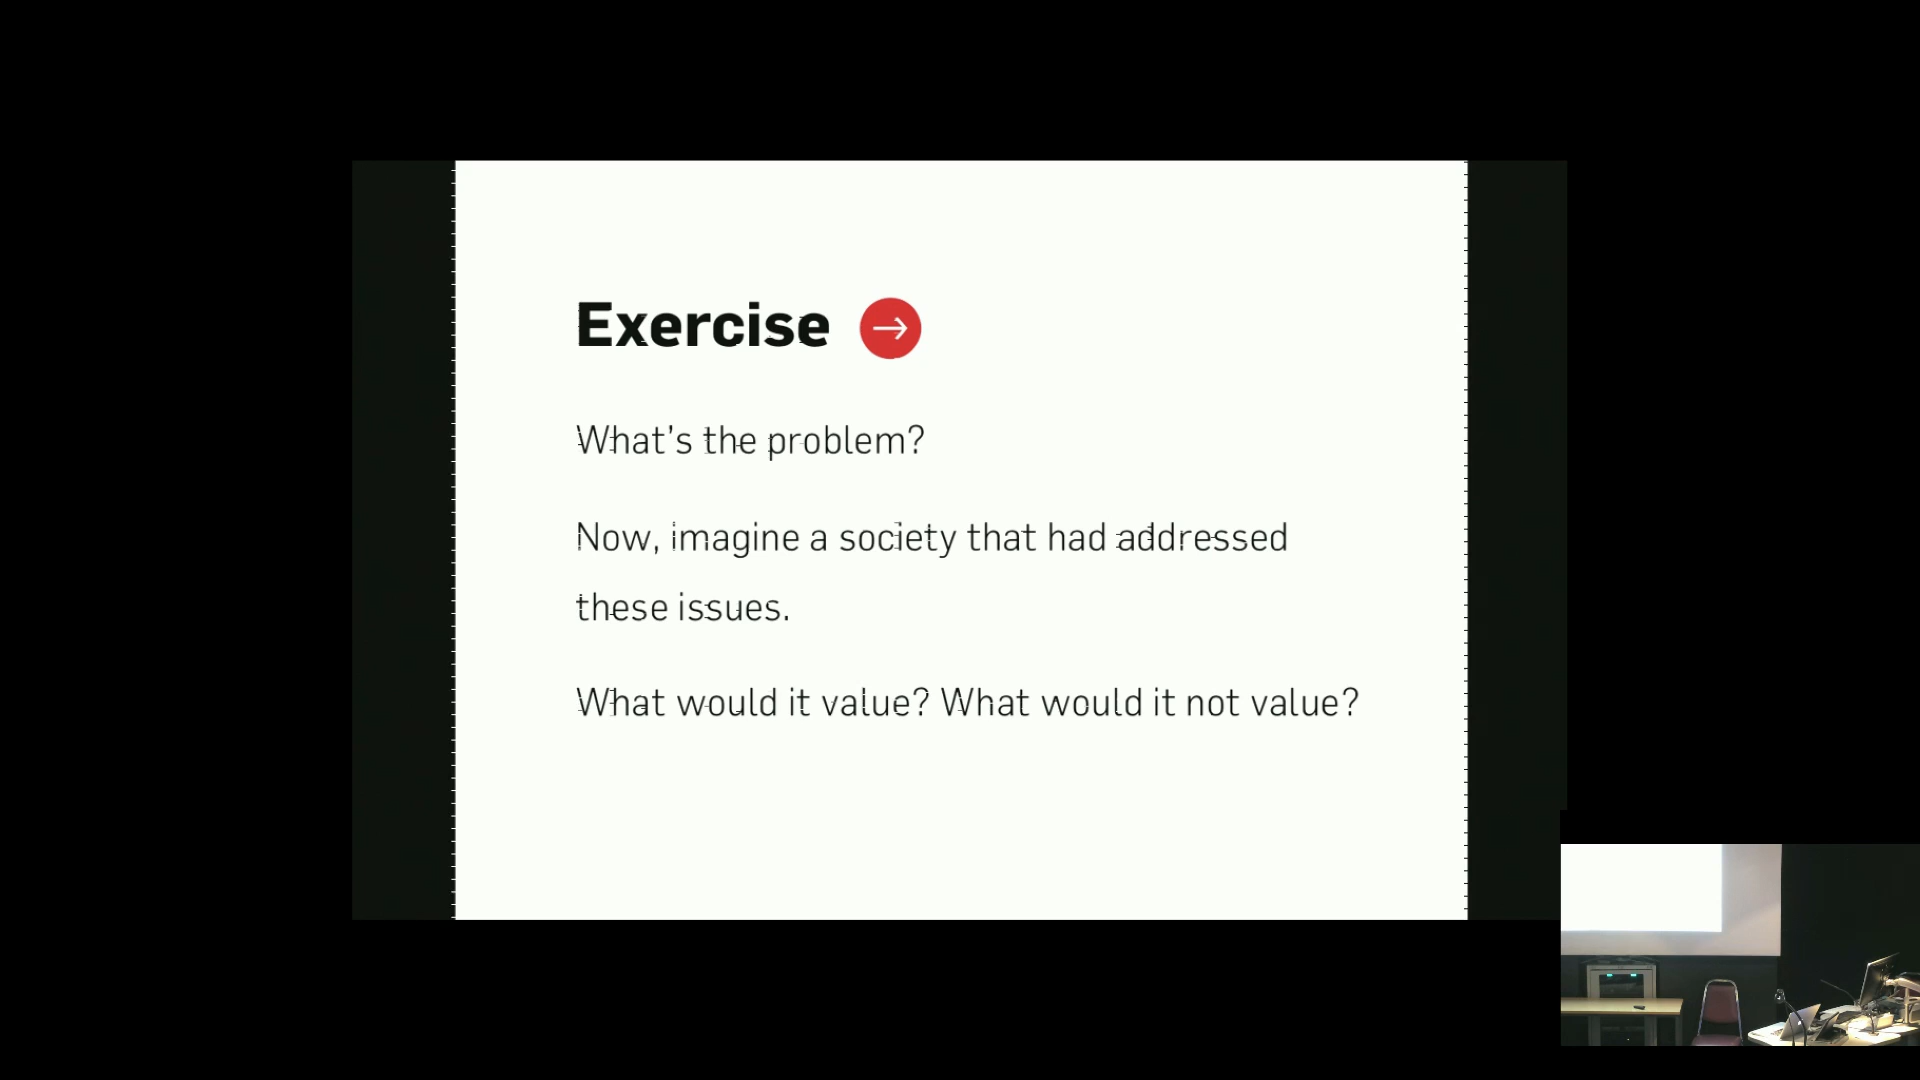 Exercise
What's the problem?
Now, imagine a society that had addressed
these issues.
What would it value? What would it not value?